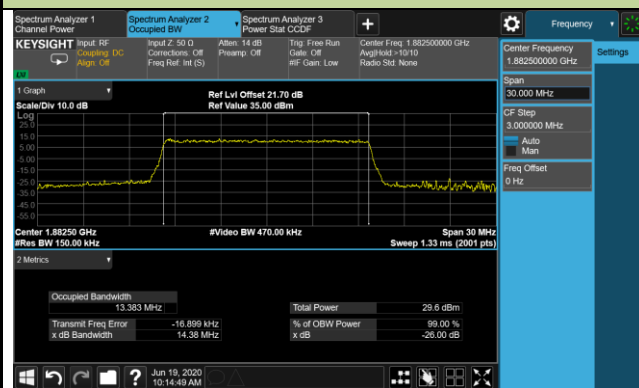 Spectrum Analyzer 1
Channel Power
Spectrum Analyzer 2
Occupied BW
Spectrum Analyzer 3
Power Stat CCDF
+
Frequency
KEYSIGHT
Input: RF
Coupling: DC
Align: Off
Input Z: 50 Ω
Corrections: Off
Freq Ref: Int (S)
Atten: 14 dB
Preamp: Off
Trig: Free Run
Gate: Off
#IF Gain: Low
Center Freq: 1.882500000 GHz
Avg|Hold:>10/10
Radio Std: None
LXI
Center Frequency
1.882500000 GHz
Settings
Span
30.000 MHz
CF Step
3.000000 MHz
Auto
Man
Freq Offset
0 Hz
1 Graph
Scale/Div 10.0 dB
Ref Lvl Offset 21.70 dB
Ref Value 35.00 dBm
Log
25.0
15.0
5.00
-5.00
-15.0
-25.0
-35.0
-45.0
-55.0
Center 1.88250 GHz
#Res BW 150.00 kHz
#Video BW 470.00 kHz
Span 30 MHz
Sweep 1.33 ms (2001 pts)
2 Metrics
Occupied Bandwidth
13.383 MHz
Total Power 29.6 dBm
Transmit Freq Error -16.899 kHz
% of OBW Power 99.00 %
x dB Bandwidth 14.38 MHz
x dB -26.00 dB
?
Jun 19, 2020
10:14:49 AM